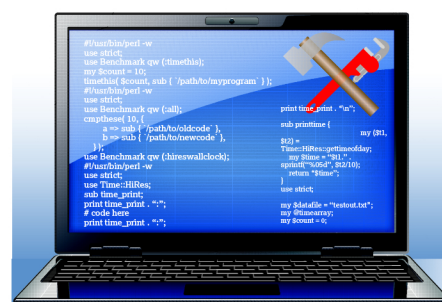 #!/usr/bin/perl -w
use strict;
use Benchmark qw (:timethis);
my $count = 10;
timethis( $count, sub { `/path/to/myprogram` } );
#!/usr/bin/perl -w
use strict;
use Benchmark qw (:all);
cmpthese( 10, {
a => sub { `/path/to/oldcode` },
b => sub { `/path/to/newcode` },
} );
use Benchmark qw (:hireswallclock);
#!/usr/bin/perl -w
use strict;
use Time::HiRes;
sub time_print;
print time_print . ":";
# code here
print time_print . ":";
print time_print . "\n";
sub printtime {
my ($t1,
$t2) =
Time::HiRes::gettimeofday;
my $time = "$t1." .
sprintf("%05d", $t2/10);
return "$time";
}
use strict;
my $datafile = "testout.txt";
my @timearray;
my $count = 0;